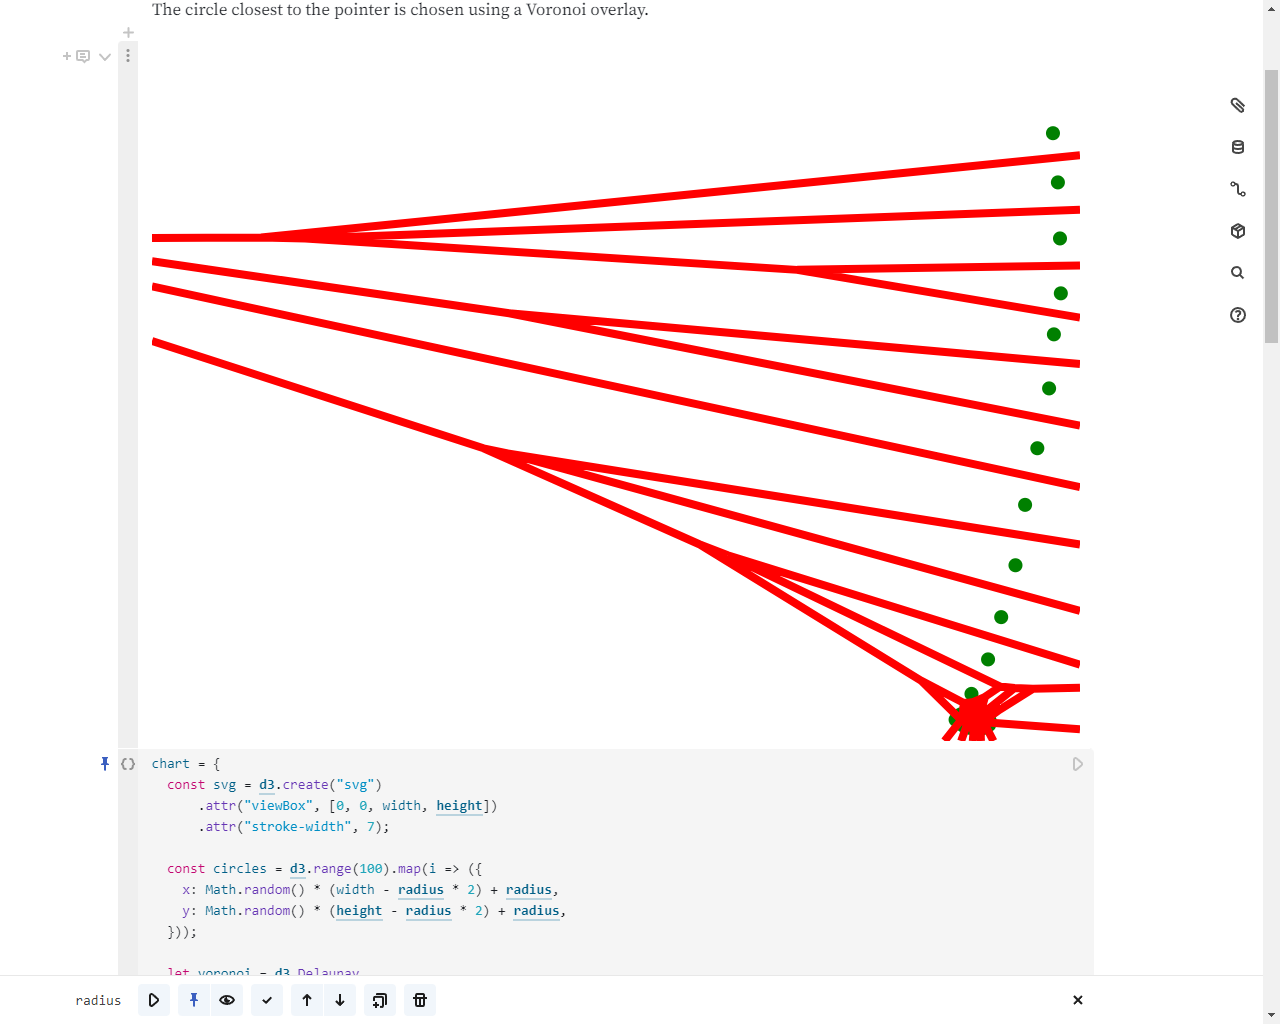 The circle closest to the pointer is chosen using a Voronoi overlay.
chart = {
const svg = d3.create("svg")
.attr("viewBox", [0, 0, width, height])
.attr("stroke-width", 7);
const circles = d3.range(100).map(i => ({
x: Math.random() * (width - radius * 2) + radius,
y: Math.random() * (height - radius * 2) + radius,
}));
let voronoi = d3.Delaunay
radius